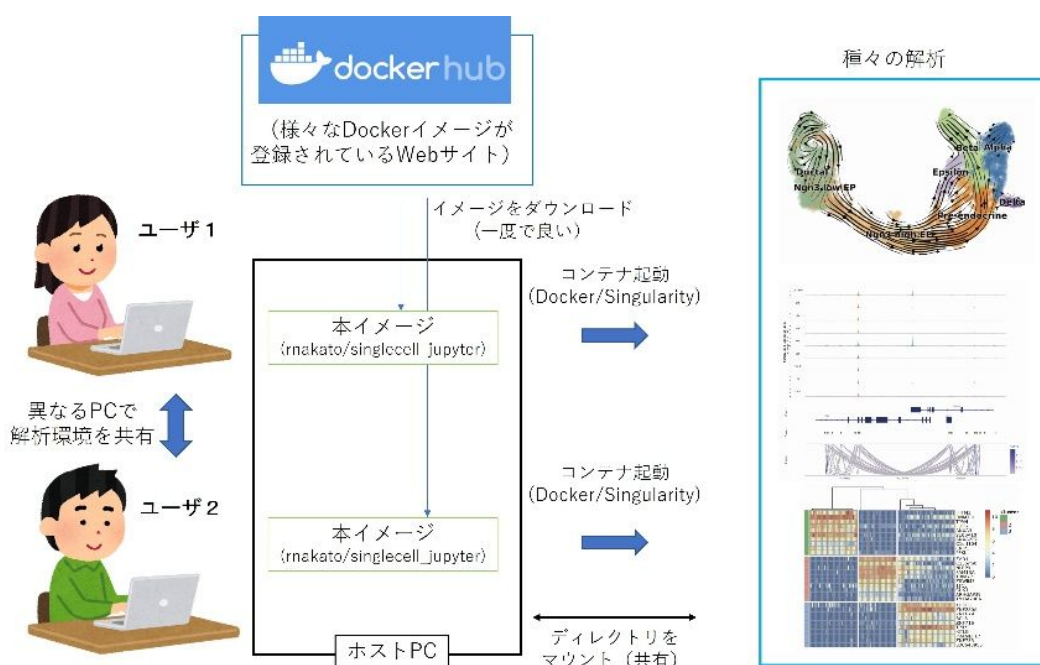 dockerhub
(様々なDockerイメージが
登録されているWebサイト)
種々の解析
ユーザ1
イメージをダウンロード
(一度で良い)
コンテナ起動
(Docker/Singularity)
本イメージ
(rnakato/singlecell_jupyter)
異なるPCで
解析環境を共有
ユーザ2
コンテナ起動
(Docker/Singularity)
本イメージ
(rnakato/singlecell_jupyter)
ホストPC
ディレクトリを
マウント(共有)
Beta
Alpha
Ductal
Epsilon
Ngn3 low EP
Delta
Pre-endocrine
Ngn3 high EP